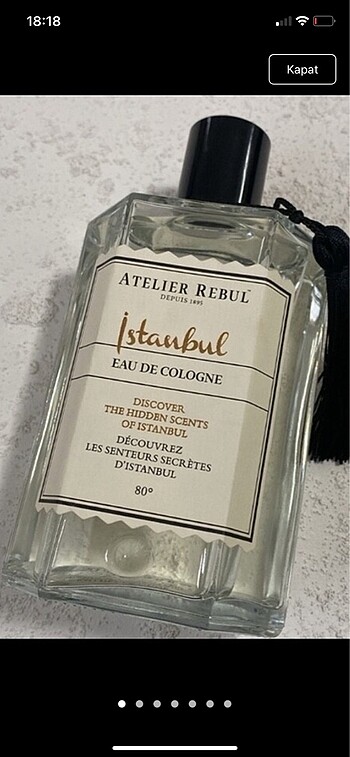 18:18
Kapat
ATELIER REBUL
DEPUIS 1895
İstanbul
EAU DE COLOGNE
DISCOVER
THE HIDDEN SCENTS
OF ISTANBUL
DÉCOUVREZ
LES SENTEURS SECRÈTES
D'ISTANBUL
80°